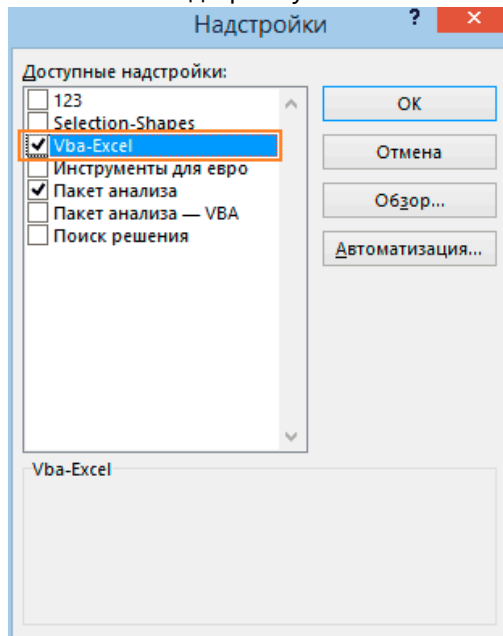 Надстройки
?
Доступные надстройки:
123
Selection-Shapes
Vba-Excel
Инструменты для евро
Пакет анализа
Пакет анализа — VBA
Поиск решения
ОК
Отмена
Обзор...
Автоматизация...
Vba-Excel